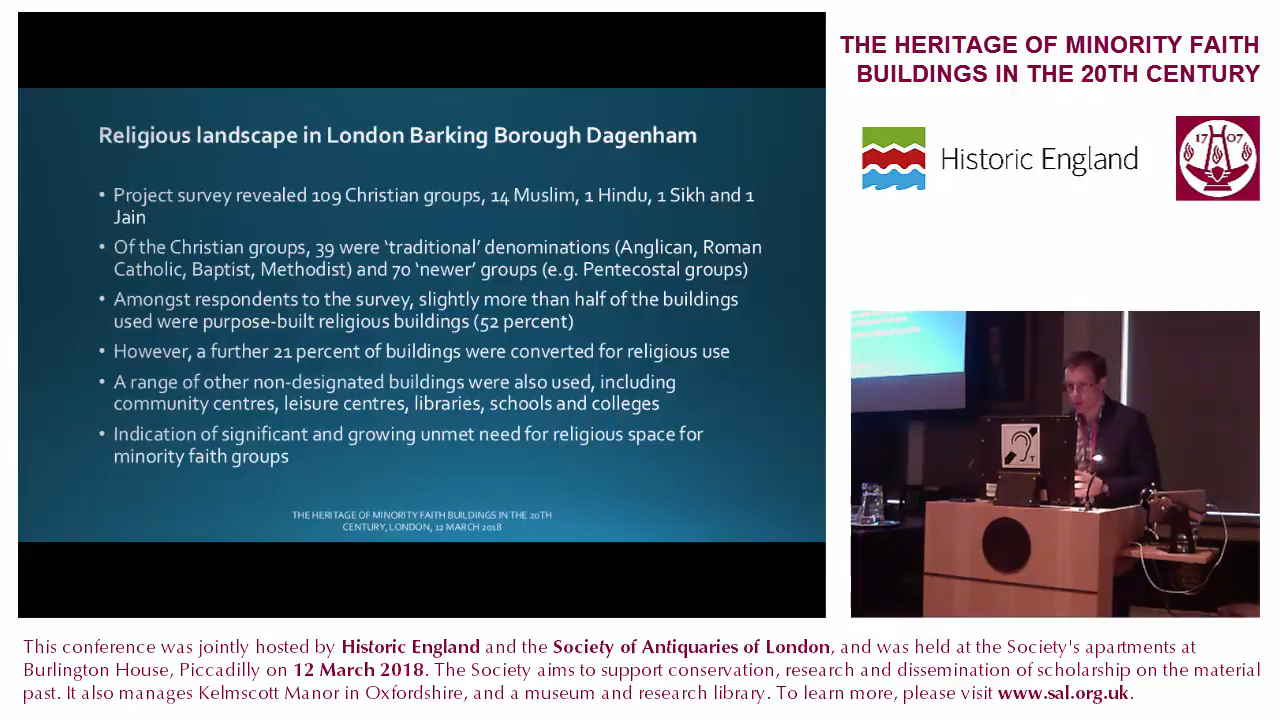 THE HERITAGE OF MINORITY FAITH
BUILDINGS IN THE 20TH CENTURY
Historic England
17 07
Religious landscape in London Barking Borough Dagenham
• Project survey revealed 109 Christian groups, 14 Muslim, 1 Hindu, 1 Sikh and 1
Jain
• Of the Christian groups, 39 were ‘traditional’ denominations (Anglican, Roman
Catholic, Baptist, Methodist) and 70 ‘newer’ groups (e.g. Pentecostal groups)
• Amongst respondents to the survey, slightly more than half of the buildings
used were purpose-built religious buildings (52 percent)
• However, a further 21 percent of buildings were converted for religious use
• A range of other non-designated buildings were also used, including
community centres, leisure centres, libraries, schools and colleges
• Indication of significant and growing unmet need for religious space for
minority faith groups
THE HERITAGE OF MINORITY FAITH BUILDINGS IN THE 20TH
CENTURY, LONDON, 12 MARCH 2018
T
This conference was jointly hosted by Historic England and the Society of Antiquaries of London, and was held at the Society's apartments at
Burlington House, Piccadilly on 12 March 2018. The Society aims to support conservation, research and dissemination of scholarship on the material
past. It also manages Kelmscott Manor in Oxfordshire, and a museum and research library. To learn more, please visit www.sal.org.uk.